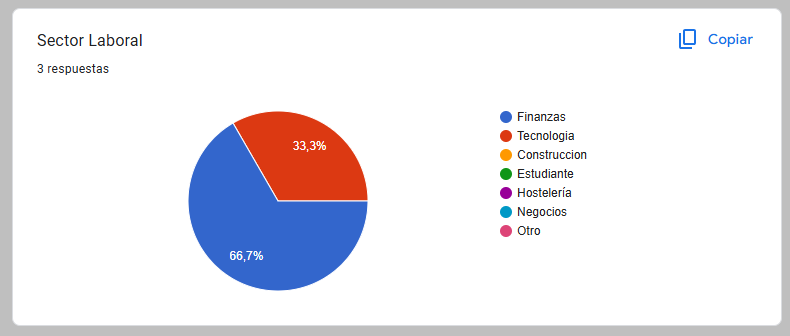 Sector Laboral
Copiar
3 respuestas
33,3%
66,7%
Finanzas
Tecnologia
Construccion
Estudiante
Hostelería
Negocios
Otro